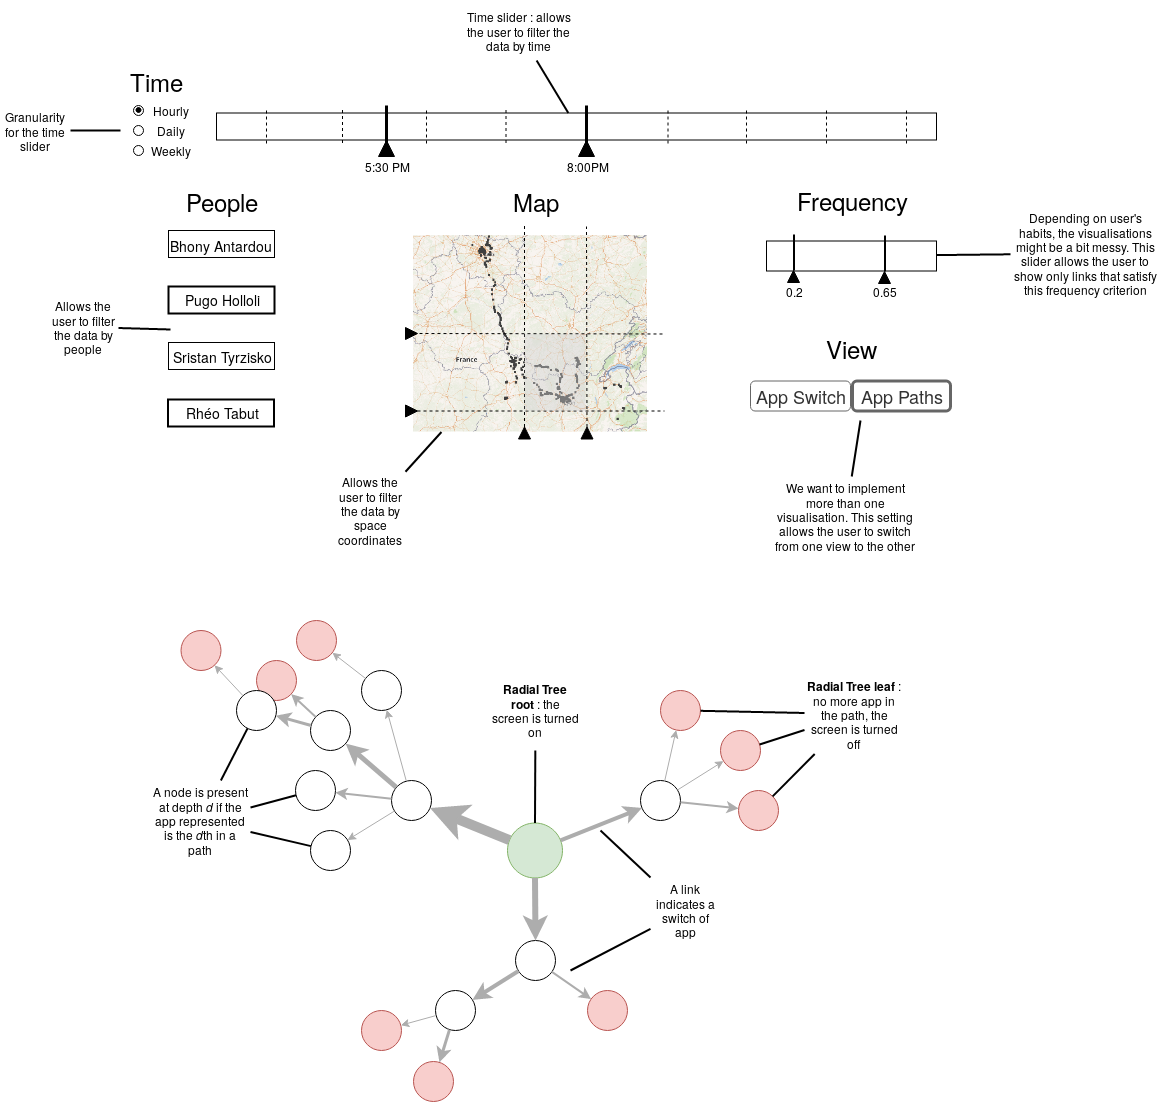 Time slider : allows
the user to filter the
data by time
Time
Hourly
Daily
Weekly
Granularity
for the time
slider
5:30 PM
8:00PM
People
Bhony Antardou
Pugo Holloli
Sristan Tyrzisko
Rhéo Tabut
Allows the
user to filter
the data by
people
Map
France
Allows the
user to filter
the data by
space
coordinates
Frequency
0.2
0.65
Depending on user's
habits, the visualisations
might be a bit messy. This
slider allows the user to
show only links that satisfy
this frequency criterion
View
App Switch
App Paths
We want to implement
more than one
visualisation. This setting
allows the user to switch
from one view to the other
Radial Tree
root : the
screen is turned
on
Radial Tree leaf :
no more app in
the path, the
screen is turned
off
A node is present
at depth d if the
app represented
is the dth in a
path
A link
indicates a
switch of
app